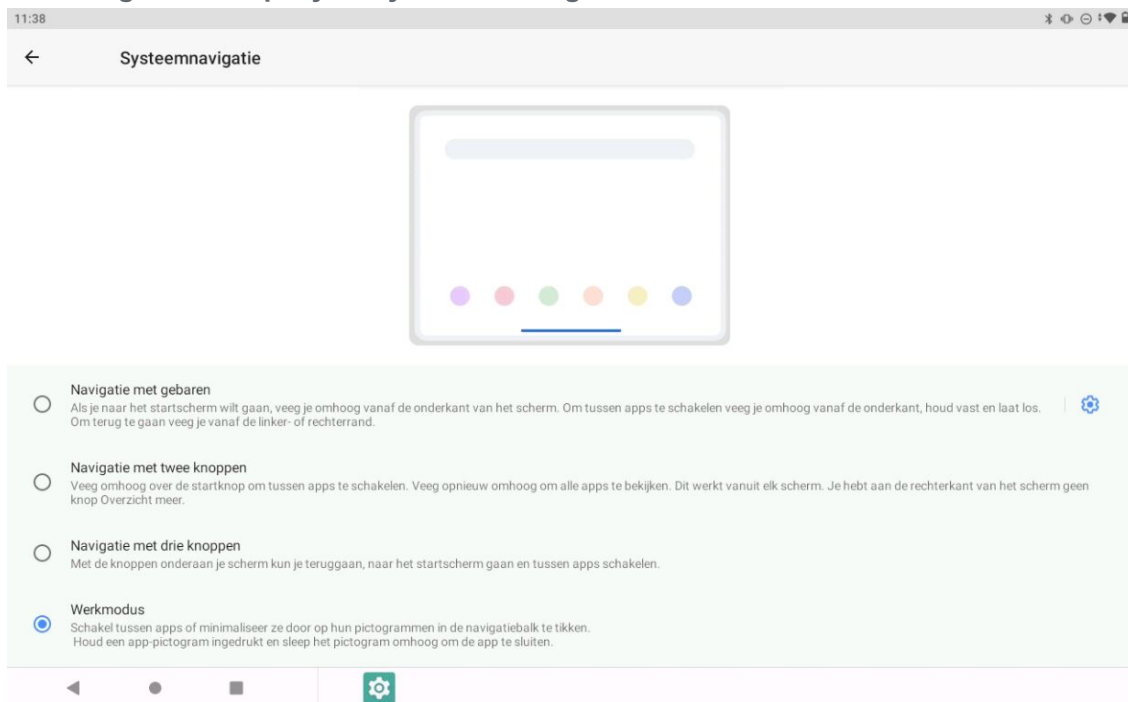 11:38
Systeemnavigatie
Navigatie met gebaren
Als je naar het startscherm wilt gaan, veeg je omhoog vanaf de onderkant van het scherm. Om tussen apps te schakelen veeg je omhoog vanaf de onderkant, houd vast en laat los.
Om terug te gaan veeg je vanaf de linker- of rechterrand.
Navigatie met twee knoppen
Veeg omhoog over de startknop om tussen apps te schakelen. Veeg opnieuw omhoog om alle apps te bekijken. Dit werkt vanuit elk scherm. Je hebt aan de rechterkant van het scherm geen
knop Overzicht meer.
Navigatie met drie knoppen
Met de knoppen onderaan je scherm kun je teruggaan, naar het startscherm gaan en tussen apps schakelen.
Werkmodus
Schakel tussen apps of minimaliseer ze door op hun pictogrammen in de navigatiebalk te tikken.
Houd een app-pictogram ingedrukt en sleep het pictogram omhoog om de app te sluiten.